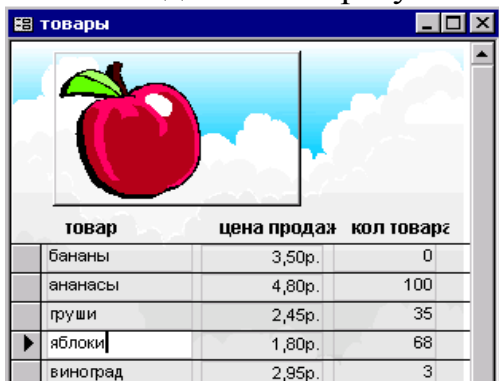 товары
товар цена продаж кол товара
бананы 3,50р. 0
ананасы 4,80р. 100
груши 2,45р. 35
яблоки 1,80р. 68
виноград 2,95р. 3